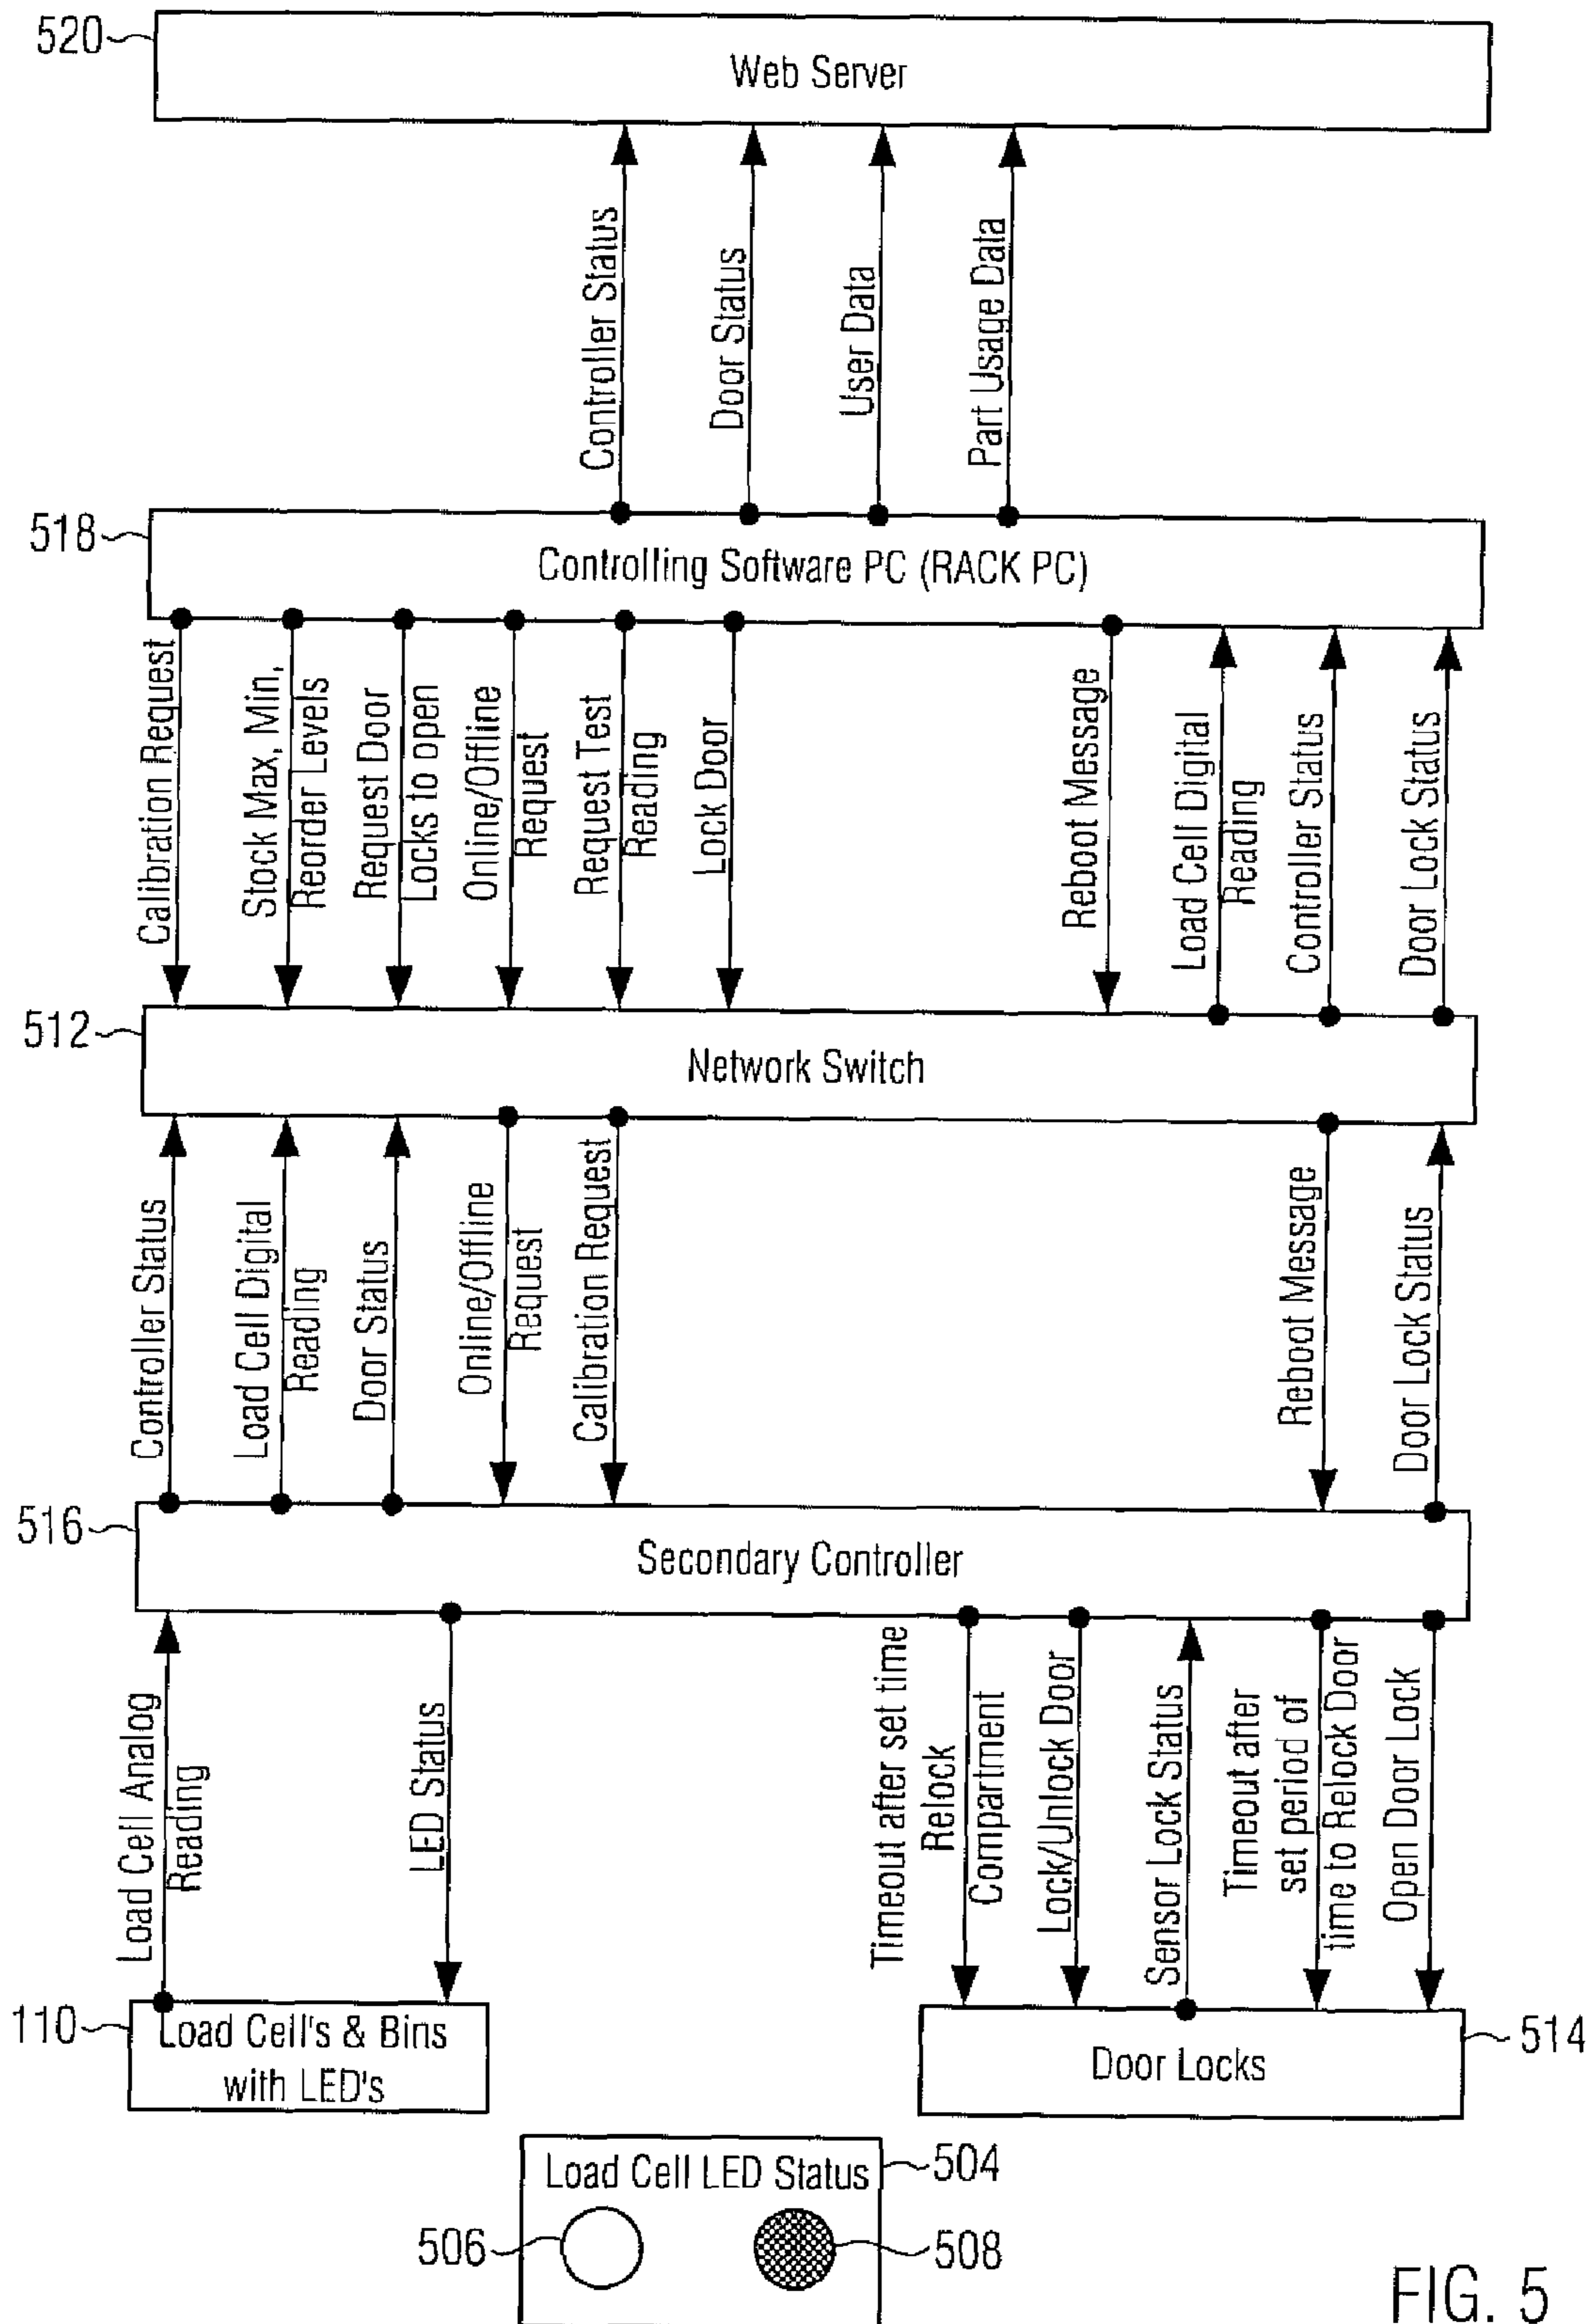 520
Web Server
Controller Status
Door Status
User Data
Part Usage Data
518
Controlling Software PC (RACK PC)
Calibration Request
Stock Max, Min,
Reorder Levels
Request Door
Locks to open
Online/Offline
Request
Request Test
Reading
Lock Door
Reboot Message
Load Cell Digital
Reading
Controller Status
Door Lock Status
512
Network Switch
Controller Status
Load Cell Digital
Reading
Door Status
Online/Offline
Request
Calibration Request
Reboot Message
Door Lock Status
516
Secondary Controller
Load Cell Analog
Reading
LED Status
Timeout after set time
Relock
Compartment
Lock/Unlock Door
Sensor Lock Status
Timeout after
set period of
time to Relock Door
Open Door Lock
110
Load Cell's & Bins
with LED's
Door Locks
514
Load Cell LED Status
504
506
508
FIG. 5